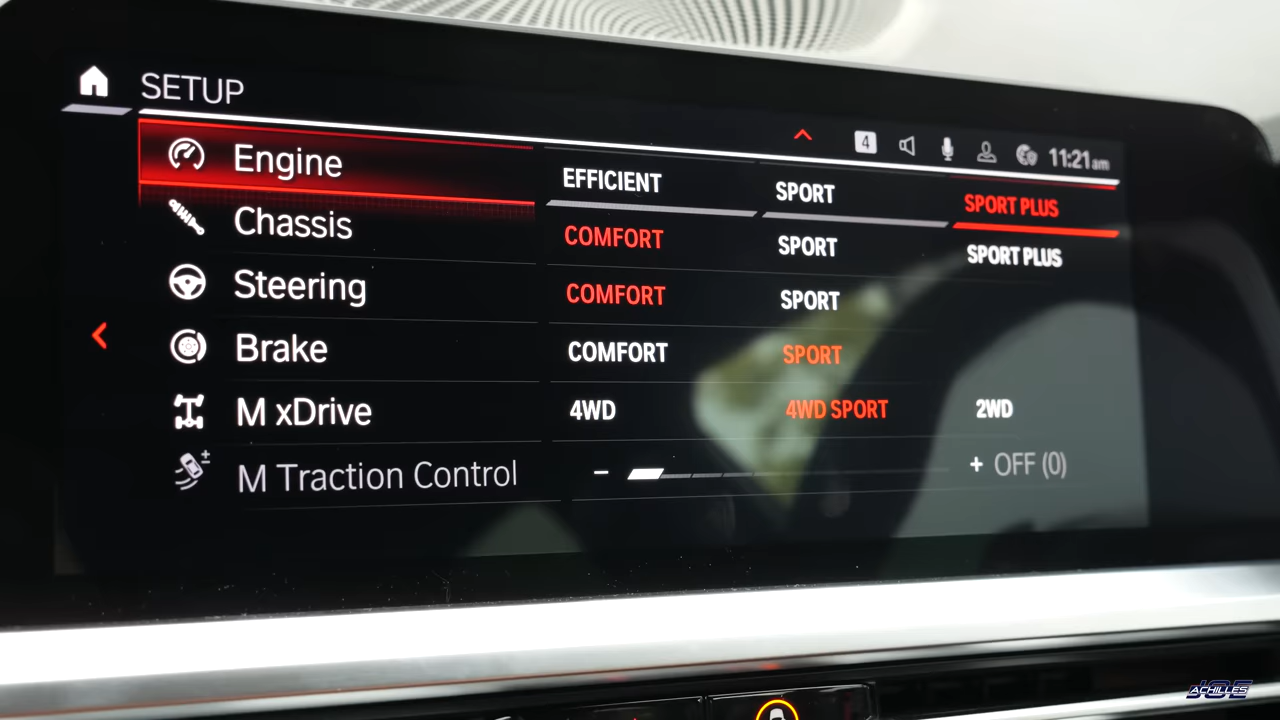 SETUP
4 11:21am
Engine EFFICIENT SPORT SPORT PLUS
Chassis COMFORT SPORT SPORT PLUS
Steering COMFORT SPORT
Brake COMFORT SPORT
M xDrive 4WD 4WD SPORT 2WD
M Traction Control − + OFF (0)
JOE
ACHILLES